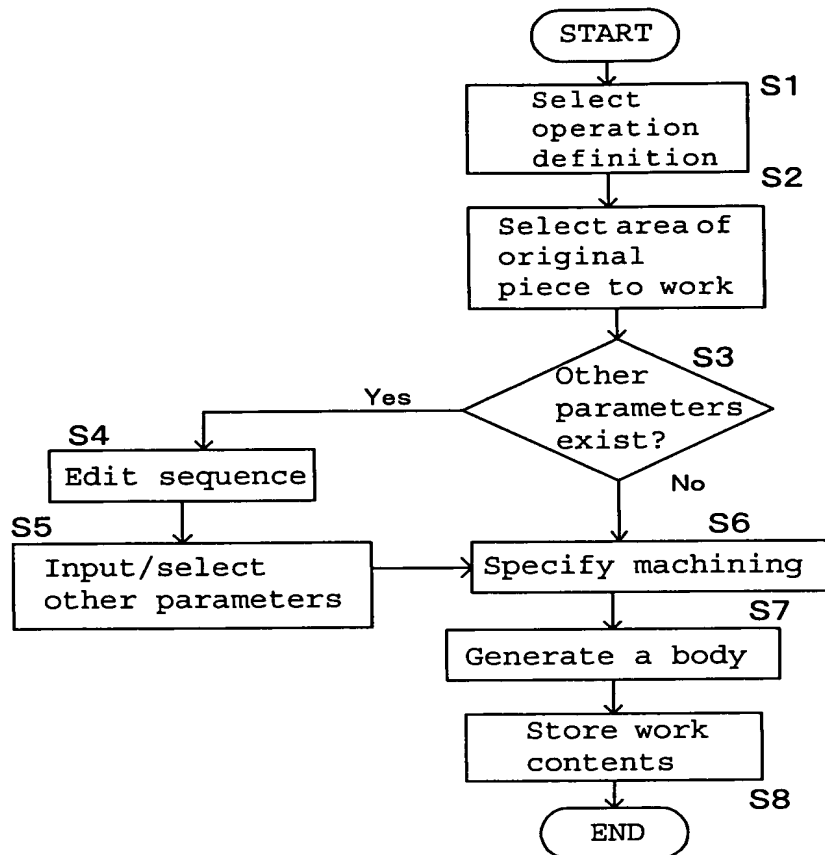 START
S1
Select
operation
definition
S2
Select area of
original
piece to work
S3
Other
parameters
exist?
Yes
No
S4
Edit sequence
S5
Input/select
other parameters
S6
Specify machining
S7
Generate a body
Store work
contents
S8
END